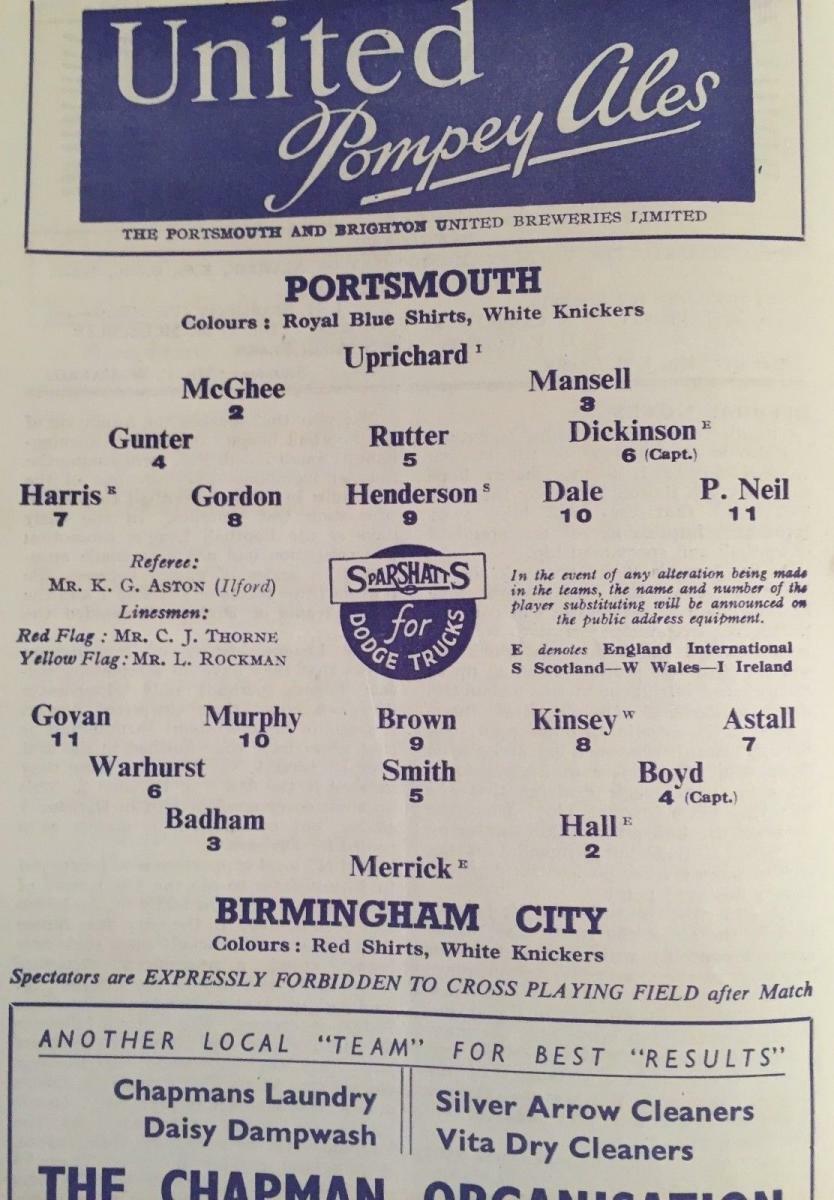 United
Pompey Ales
THE PORTSMOUTH AND BRIGHTON UNITED BREWERIES LIMITED
PORTSMOUTH
Colours : Royal Blue Shirts, White Knickers
Uprichard I
McGhee Mansell
2 3
Gunter Rutter Dickinson E
4 5 6 (Capt.)
Harris E Gordon Henderson S Dale P. Neil
7 8 9 10 11
Referee:
MR. K. G. ASTON (Ilford)
Linesmen:
Red Flag : MR. C. J. THORNE
Yellow Flag : MR. L. ROCKMAN
SPARSHATTS
for
DODGE TRUCKS
In the event of any alteration being made
in the teams, the name and number of the
player substituting will be announced on
the public address equipment.
E denotes England International
S Scotland—W Wales—I Ireland
Govan Murphy Brown Kinsey W Astall
11 10 9 8 7
Warhurst Smith Boyd
6 5 4 (Capt.)
Badham Hall E
3 2
Merrick E
BIRMINGHAM CITY
Colours : Red Shirts, White Knickers
Spectators are EXPRESSLY FORBIDDEN TO CROSS PLAYING FIELD after Match
ANOTHER LOCAL "TEAM" FOR BEST "RESULTS"
Chapmans Laundry
Daisy Dampwash
Silver Arrow Cleaners
Vita Dry Cleaners
THE CHAPMAN ORGANISATION